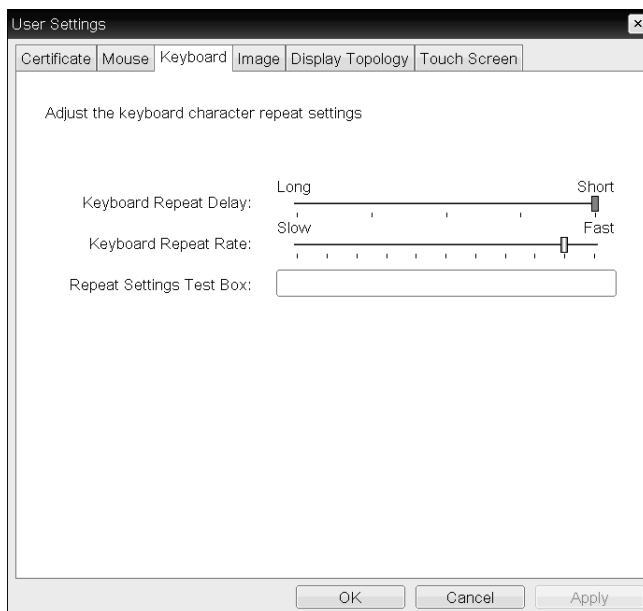 User Settings
Certificate Mouse Keyboard Image Display Topology Touch Screen
Adjust the keyboard character repeat settings
Long Short
Keyboard Repeat Delay:
Slow Fast
Keyboard Repeat Rate:
Repeat Settings Test Box:
OK Cancel Apply